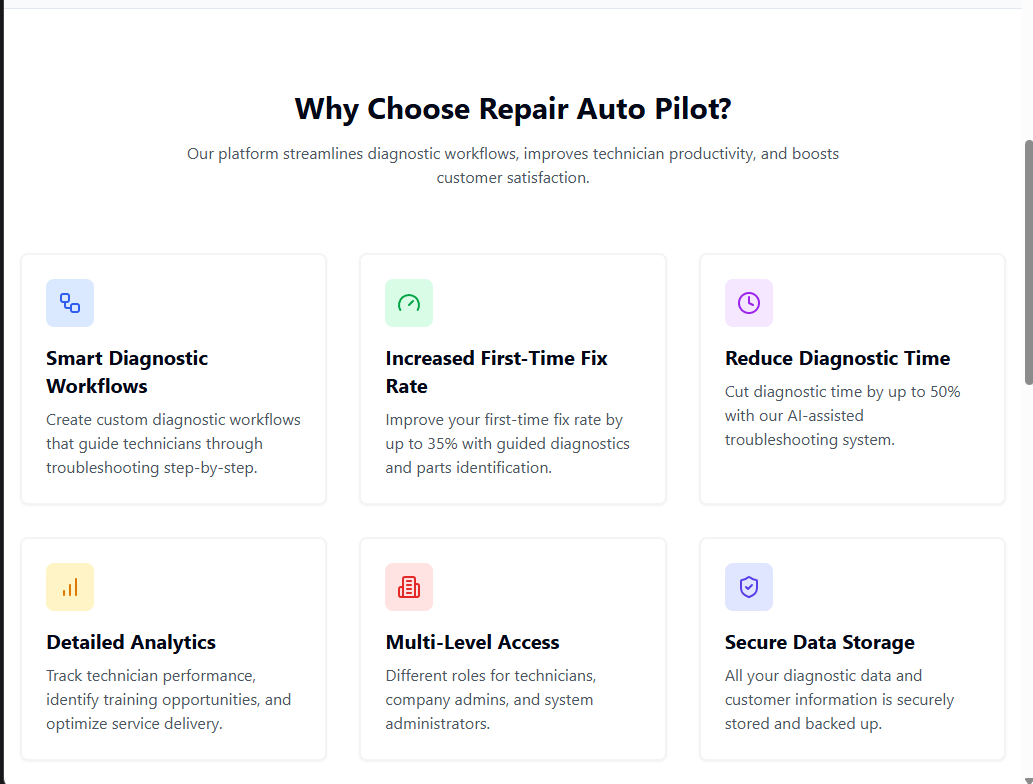 Why Choose Repair Auto Pilot?
Our platform streamlines diagnostic workflows, improves technician productivity, and boosts
customer satisfaction.
Smart Diagnostic
Workflows
Create custom diagnostic workflows
that guide technicians through
troubleshooting step-by-step.
Increased First-Time Fix
Rate
Improve your first-time fix rate by
up to 35% with guided diagnostics
and parts identification.
Reduce Diagnostic Time
Cut diagnostic time by up to 50%
with our AI-assisted
troubleshooting system.
Detailed Analytics
Track technician performance,
identify training opportunities, and
optimize service delivery.
Multi-Level Access
Different roles for technicians,
company admins, and system
administrators.
Secure Data Storage
All your diagnostic data and
customer information is securely
stored and backed up.